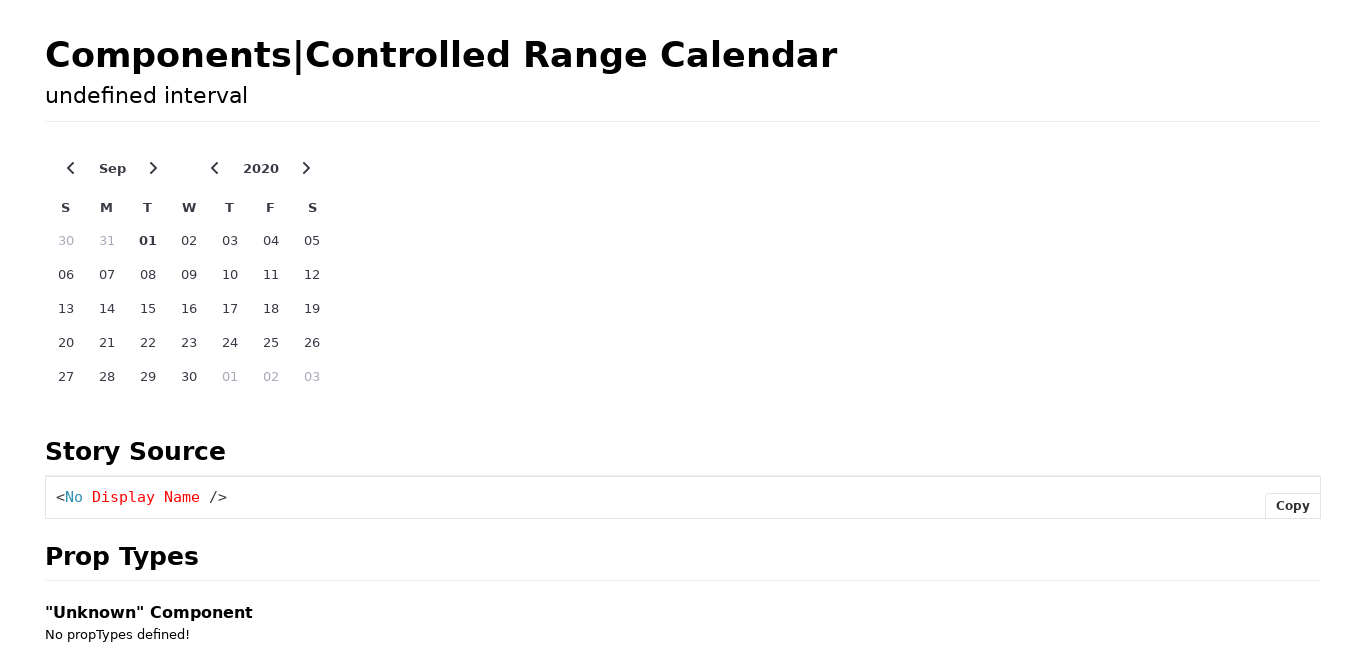 Components|Controlled Range Calendar
undefined interval
Sep 2020
S M T W T F S
30 31 01 02 03 04 05
06 07 08 09 10 11 12
13 14 15 16 17 18 19
20 21 22 23 24 25 26
27 28 29 30 01 02 03
Story Source
<No Display Name />
Copy
Prop Types
"Unknown" Component
No propTypes defined!